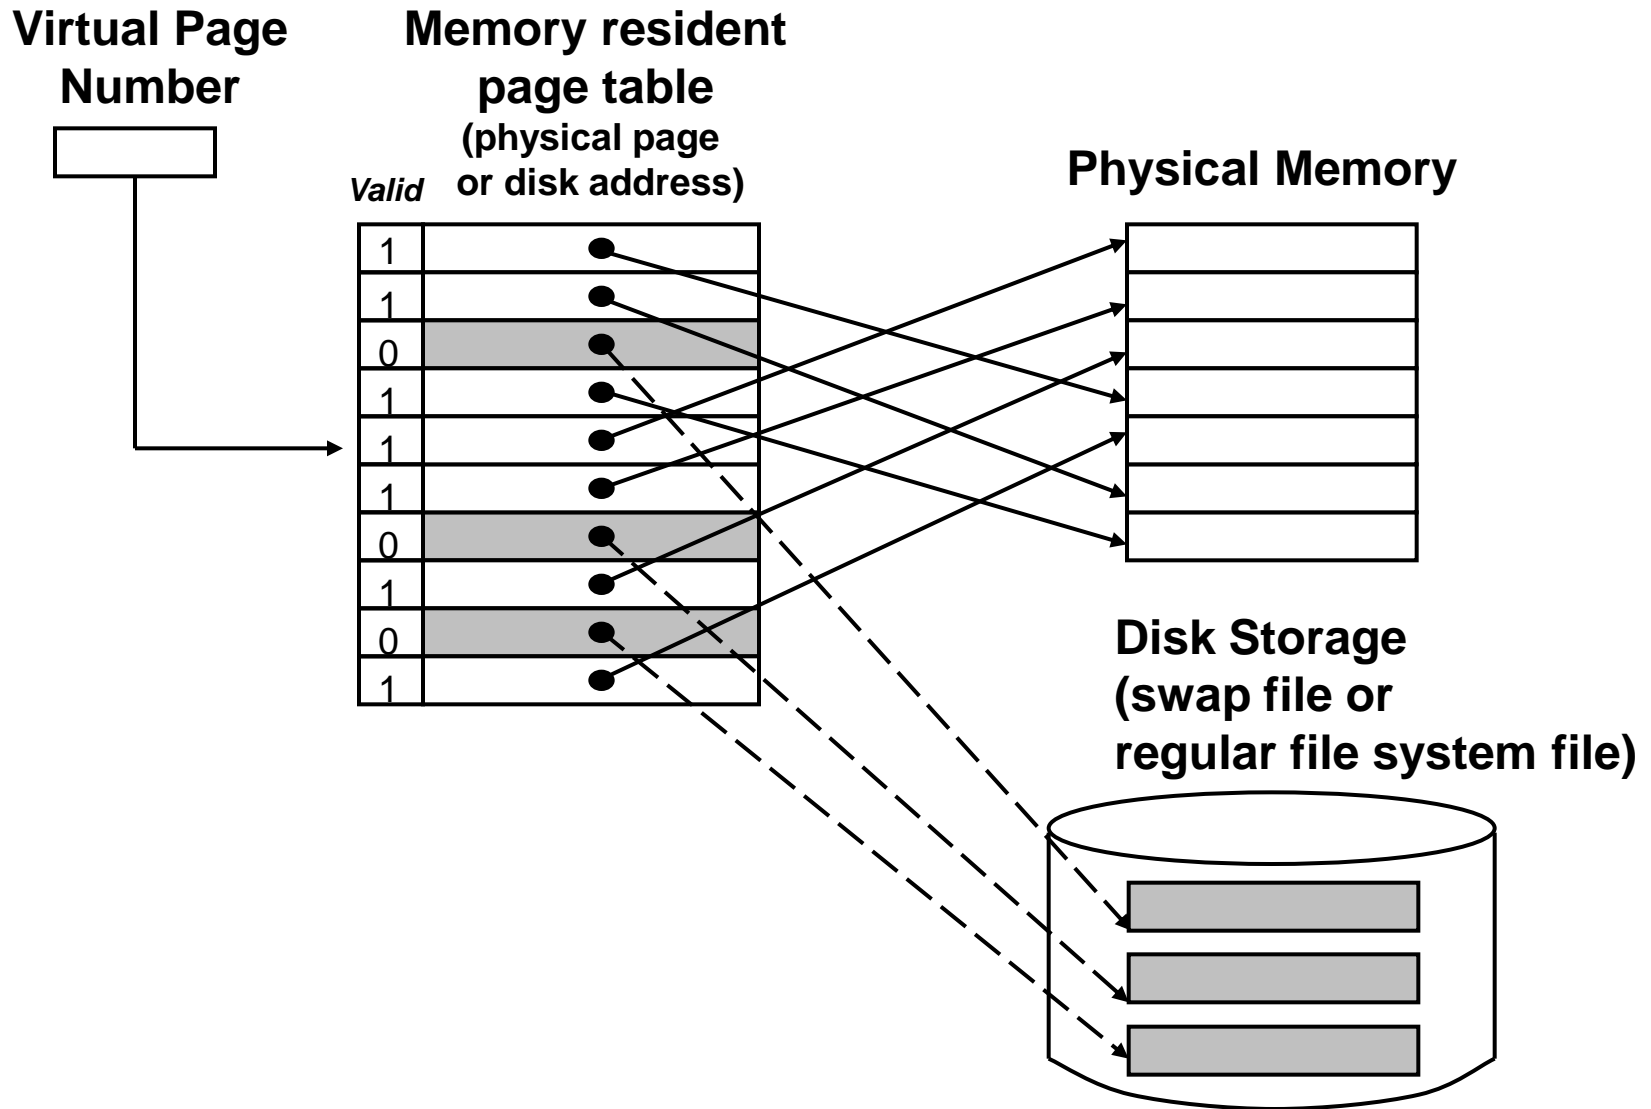 Virtual Page
Number
Memory resident
page table
(physical page
or disk address)
Valid
Physical Memory
1
1
0
1
1
1
0
1
0
1
Disk Storage
(swap file or
regular file system file)